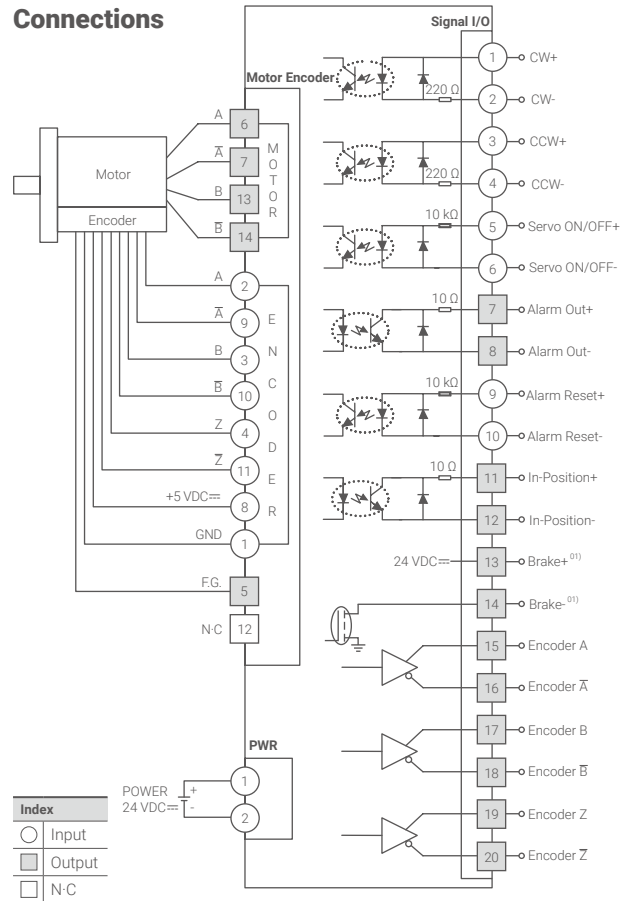 Connections
Signal I/O
Motor Encoder
Motor
Encoder
A
6
A̅
7
B
13
B̅
14
MOTOR
A
2
A̅
9
B
3
B̅
10
Z
4
Z̅
11
+5 VDC⎓
8
GND
1
ENCODER
F.G.
5
N·C
12
PWR
POWER
24 VDC⎓
+
-
1
2
1 CW+
220 Ω
2 CW-
3 CCW+
220 Ω
4 CCW-
10 kΩ
5 Servo ON/OFF+
6 Servo ON/OFF-
10 Ω
7 Alarm Out+
8 Alarm Out-
10 kΩ
9 Alarm Reset+
10 Alarm Reset-
10 Ω
11 In-Position+
12 In-Position-
24 VDC⎓ 13 Brake+ 01)
14 Brake- 01)
15 Encoder A
16 Encoder A̅
17 Encoder B
18 Encoder B̅
19 Encoder Z
20 Encoder Z̅
Index
Input
Output
N·C